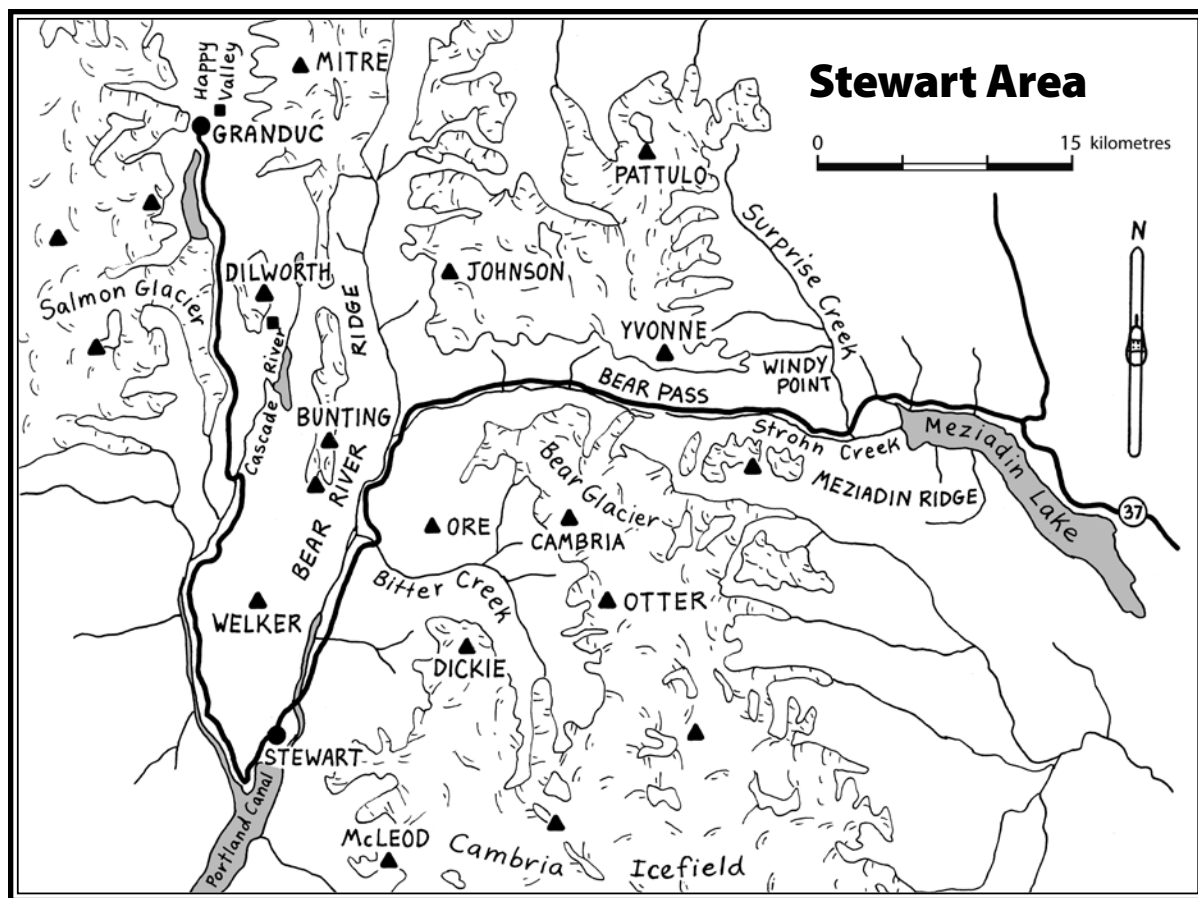 Stewart Area
0
15 kilometres
N
Happy
Valley
MITRE
GRANDUC
PATTULO
Surprise Creek
DILWORTH
JOHNSON
Salmon Glacier
RIDGE
YVONNE
WINDY
POINT
Cascade River
BEAR PASS
BUNTING
Strohn Creek
Meziadin Lake
MEZIADIN RIDGE
37
BEAR RIVER
Bear Glacier
ORE
CAMBRIA
Bitter Creek
OTTER
WELKER
DICKIE
STEWART
Portland Canal
McLEOD
Cambria Icefield